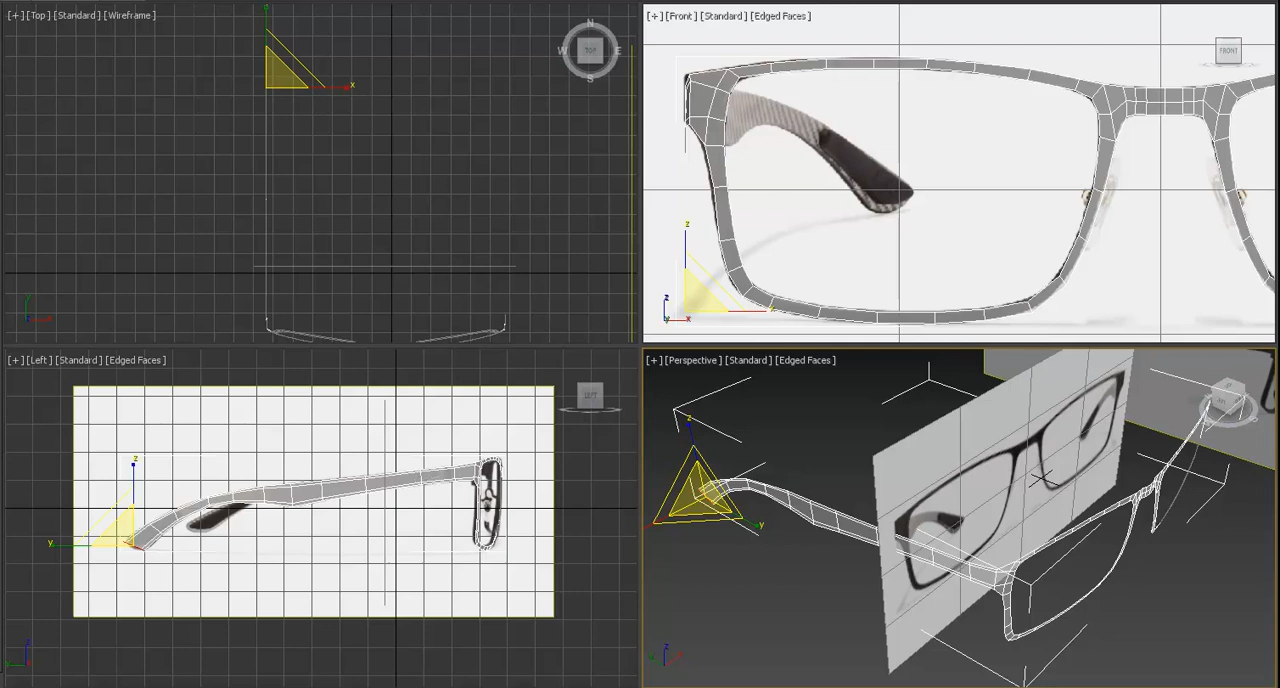 [+] [Top] [Standard] [Wireframe]
N
W TOP E
S
x
[+] [Front] [Standard] [Edged Faces]
FRONT
z
z
x
y x
[+] [Left] [Standard] [Edged Faces]
LEFT
z
y
z
[+] [Perspective] [Standard] [Edged Faces]
z
y
z